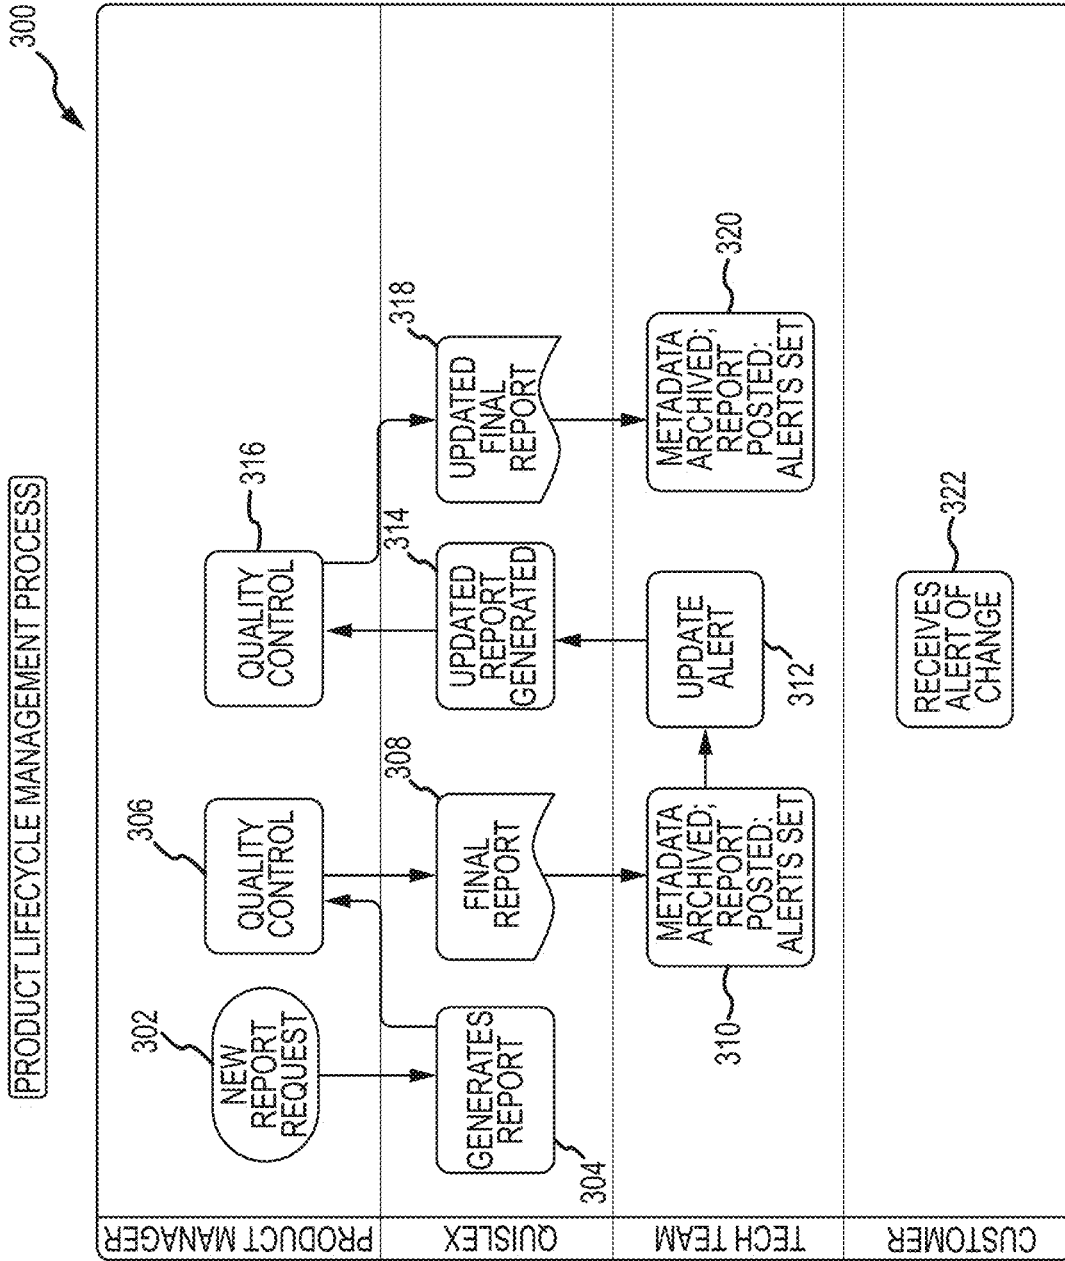 PRODUCT LIFECYCLE MANAGEMENT PROCESS
300
PRODUCT MANAGER
302
NEW
REPORT
REQUEST
306
QUALITY
CONTROL
316
QUALITY
CONTROL
QUISLEX
GENERATES
REPORT
304
308
FINAL
REPORT
314
UPDATED
REPORT
GENERATED
318
UPDATED
FINAL
REPORT
TECH TEAM
310
METADATA
ARCHIVED;
REPORT
POSTED;
ALERTS SET
UPDATE
ALERT
312
320
METADATA
ARCHIVED;
REPORT
POSTED;
ALERTS SET
CUSTOMER
322
RECEIVES
ALERT OF
CHANGE